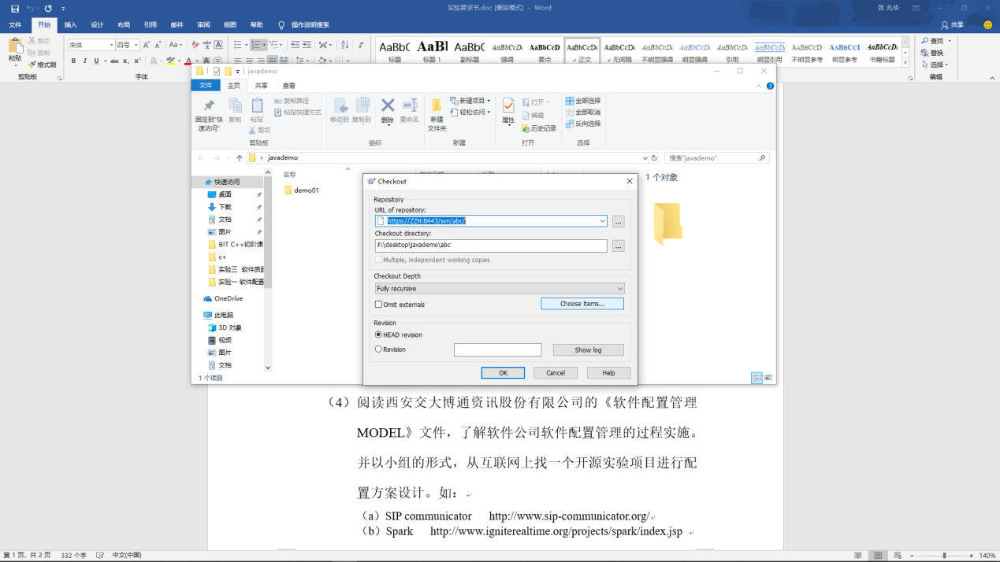 实验要求书.doc [兼容模式] - Word
张 兆华
文件 开始 插入 设计 布局 引用 邮件 审阅 视图 帮助 操作说明搜索
共享
粘贴
剪切
复制
格式刷
剪贴板
宋体 四号
字体
AaBbC 标题
AaBl 标题 1
AaBbC 副标题
AaBbCcDı 强调
AaBbCcD 要点
AaBbCcDı 正文
AaBbCcDı 无间隔
AaBbCcDı 不明显强调
AaBbCcDı 明显强调
AaBbCcDı 引用
AaBbCcDı 明显引用
AaBbCcD 不明显参考
AaBbCcI 明显参考
AaBbCcDı 书籍标题
查找
替换
选择
编辑
javademo
文件 主页 共享 查看
固定到"快速访问"
复制
粘贴
复制路径
粘贴快捷方式
剪切
剪贴板
移动到 复制到 删除 重命名
组织
新建文件夹
新建项目
轻松访问
新建
属性
打开
编辑
历史记录
打开
全部选择
全部取消
反向选择
选择
javademo
搜索"javademo"
名称
demo01
1 个对象
快速访问
桌面
下载
文档
图片
BIT C++初阶课
c+
实验三 软件质量
实验一 软件配置
OneDrive
此电脑
3D 对象
视频
图片
文档
1 个项目
Checkout
Repository
URL of repository:
https://ZZH:8443/svn/abc/
...
Checkout directory:
F:\desktop\javademo\abc
...
Multiple, independent working copies
Checkout Depth
Fully recursive
Omit externals
Choose items...
Revision
HEAD revision
Revision
Show log
OK Cancel Help
（4）阅读西安交大博通资讯股份有限公司的《软件配置管理
MODEL》文件，了解软件公司软件配置管理的过程实施。
并以小组的形式，从互联网上找一个开源实验项目进行配
置方案设计。如：
（a）SIP communicator http://www.sip-communicator.org/
（b）Spark http://www.igniterealtime.org/projects/spark/index.jsp
第 1 页，共 2 页 332 个字 中文(中国)
140%